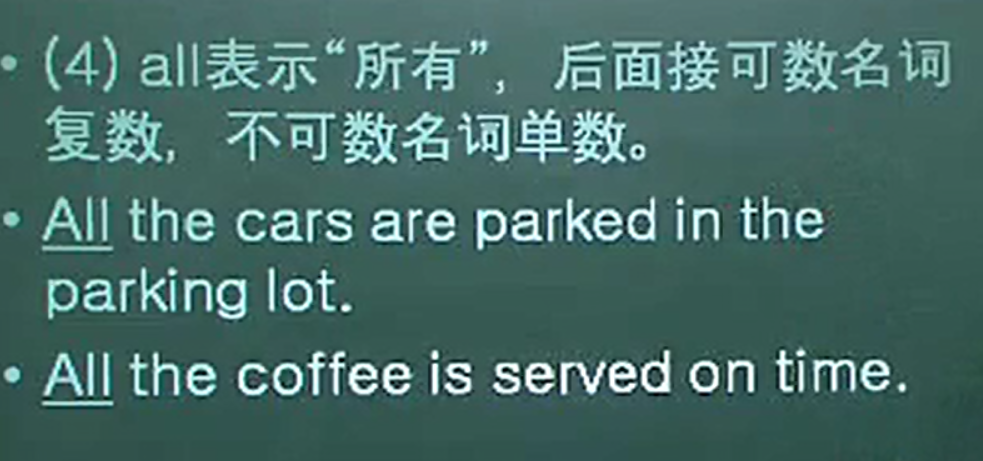 • (4) all表示“所有”，后面接可数名词
复数，不可数名词单数。
• All the cars are parked in the
parking lot.
• All the coffee is served on time.